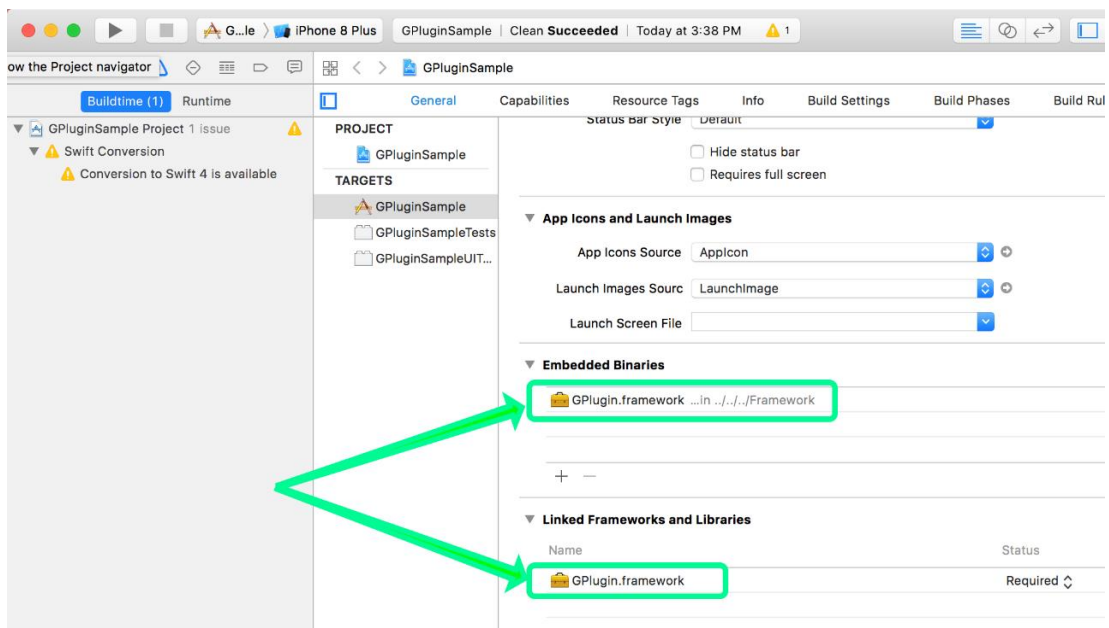 G...le
iPhone 8 Plus
GPluginSample | Clean Succeeded | Today at 3:38 PM
1
ow the Project navigator
GPluginSample
Buildtime (1) Runtime
General Capabilities Resource Tags Info Build Settings Build Phases Build Rul
GPluginSample Project 1 issue
Swift Conversion
Conversion to Swift 4 is available
PROJECT
GPluginSample
TARGETS
GPluginSample
GPluginSampleTests
GPluginSampleUIT...
Status Bar Style Default
Hide status bar
Requires full screen
App Icons and Launch Images
App Icons Source AppIcon
Launch Images Sourc LaunchImage
Launch Screen File
Embedded Binaries
GPlugin.framework ...in ../../../Framework
Linked Frameworks and Libraries
Name Status
GPlugin.framework Required